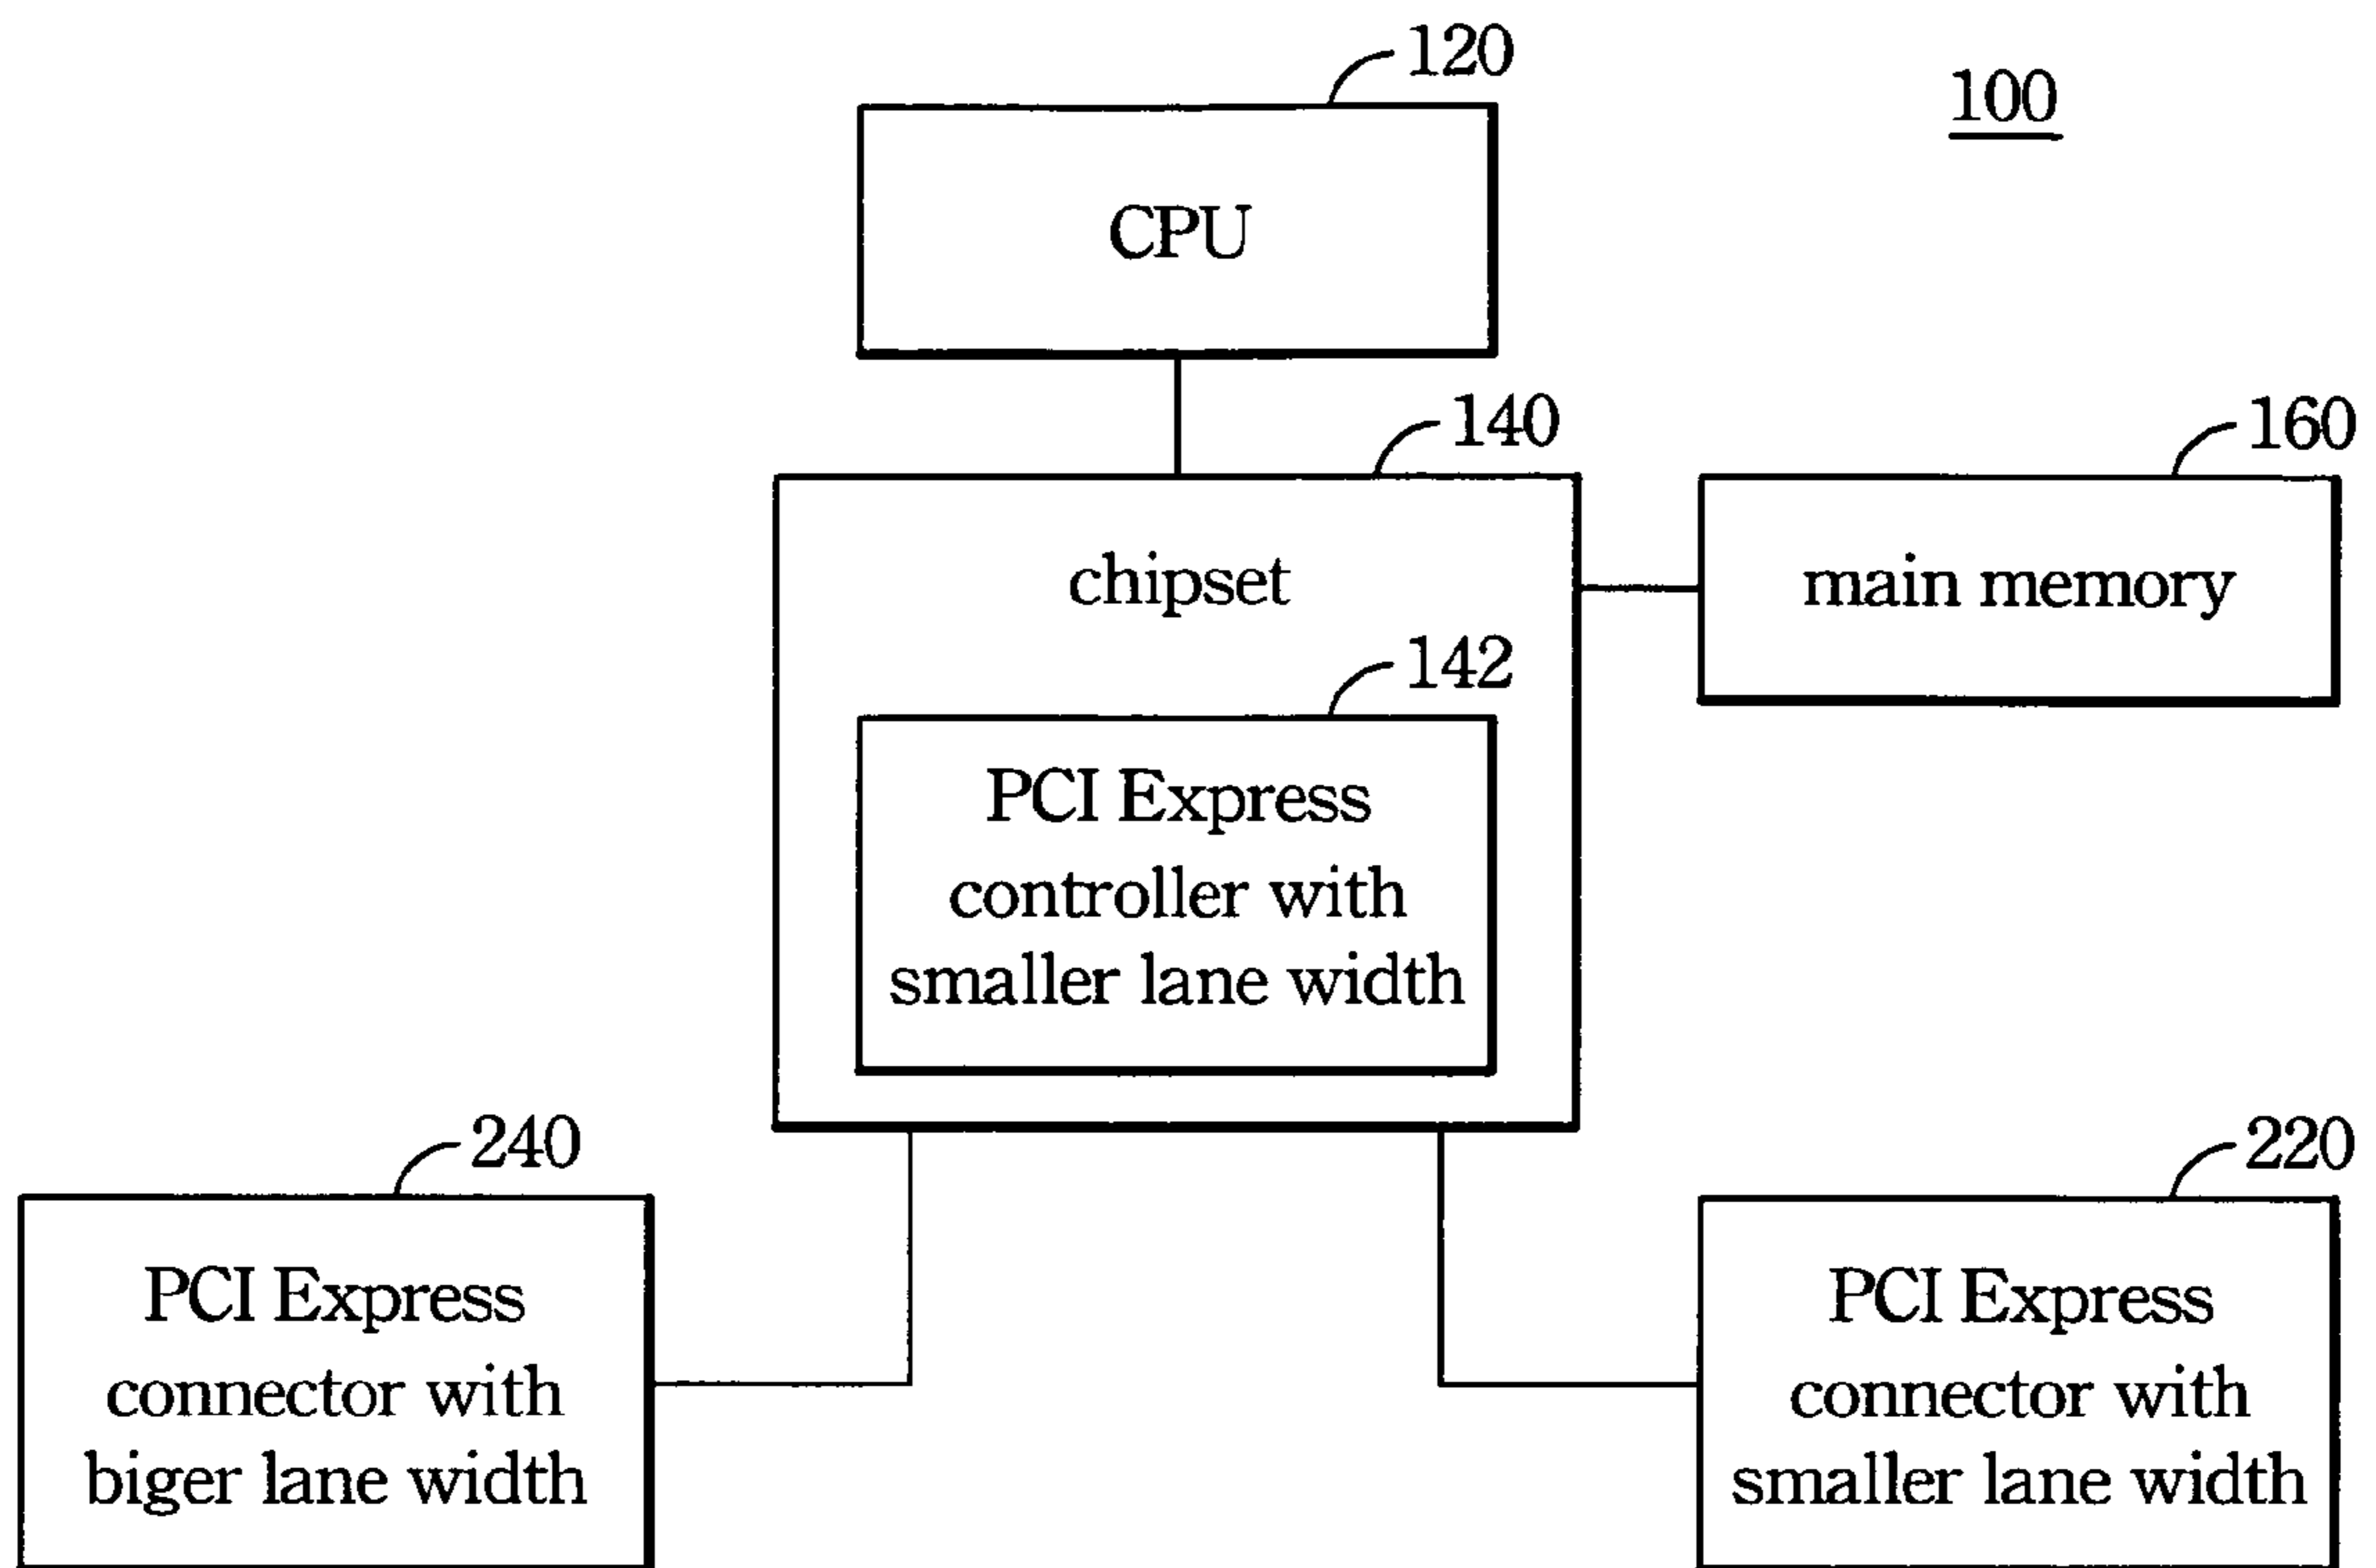 120
100
CPU
140
160
chipset
main memory
142
PCI Express
controller with
smaller lane width
240
220
PCI Express
connector with
biger lane width
PCI Express
connector with
smaller lane width